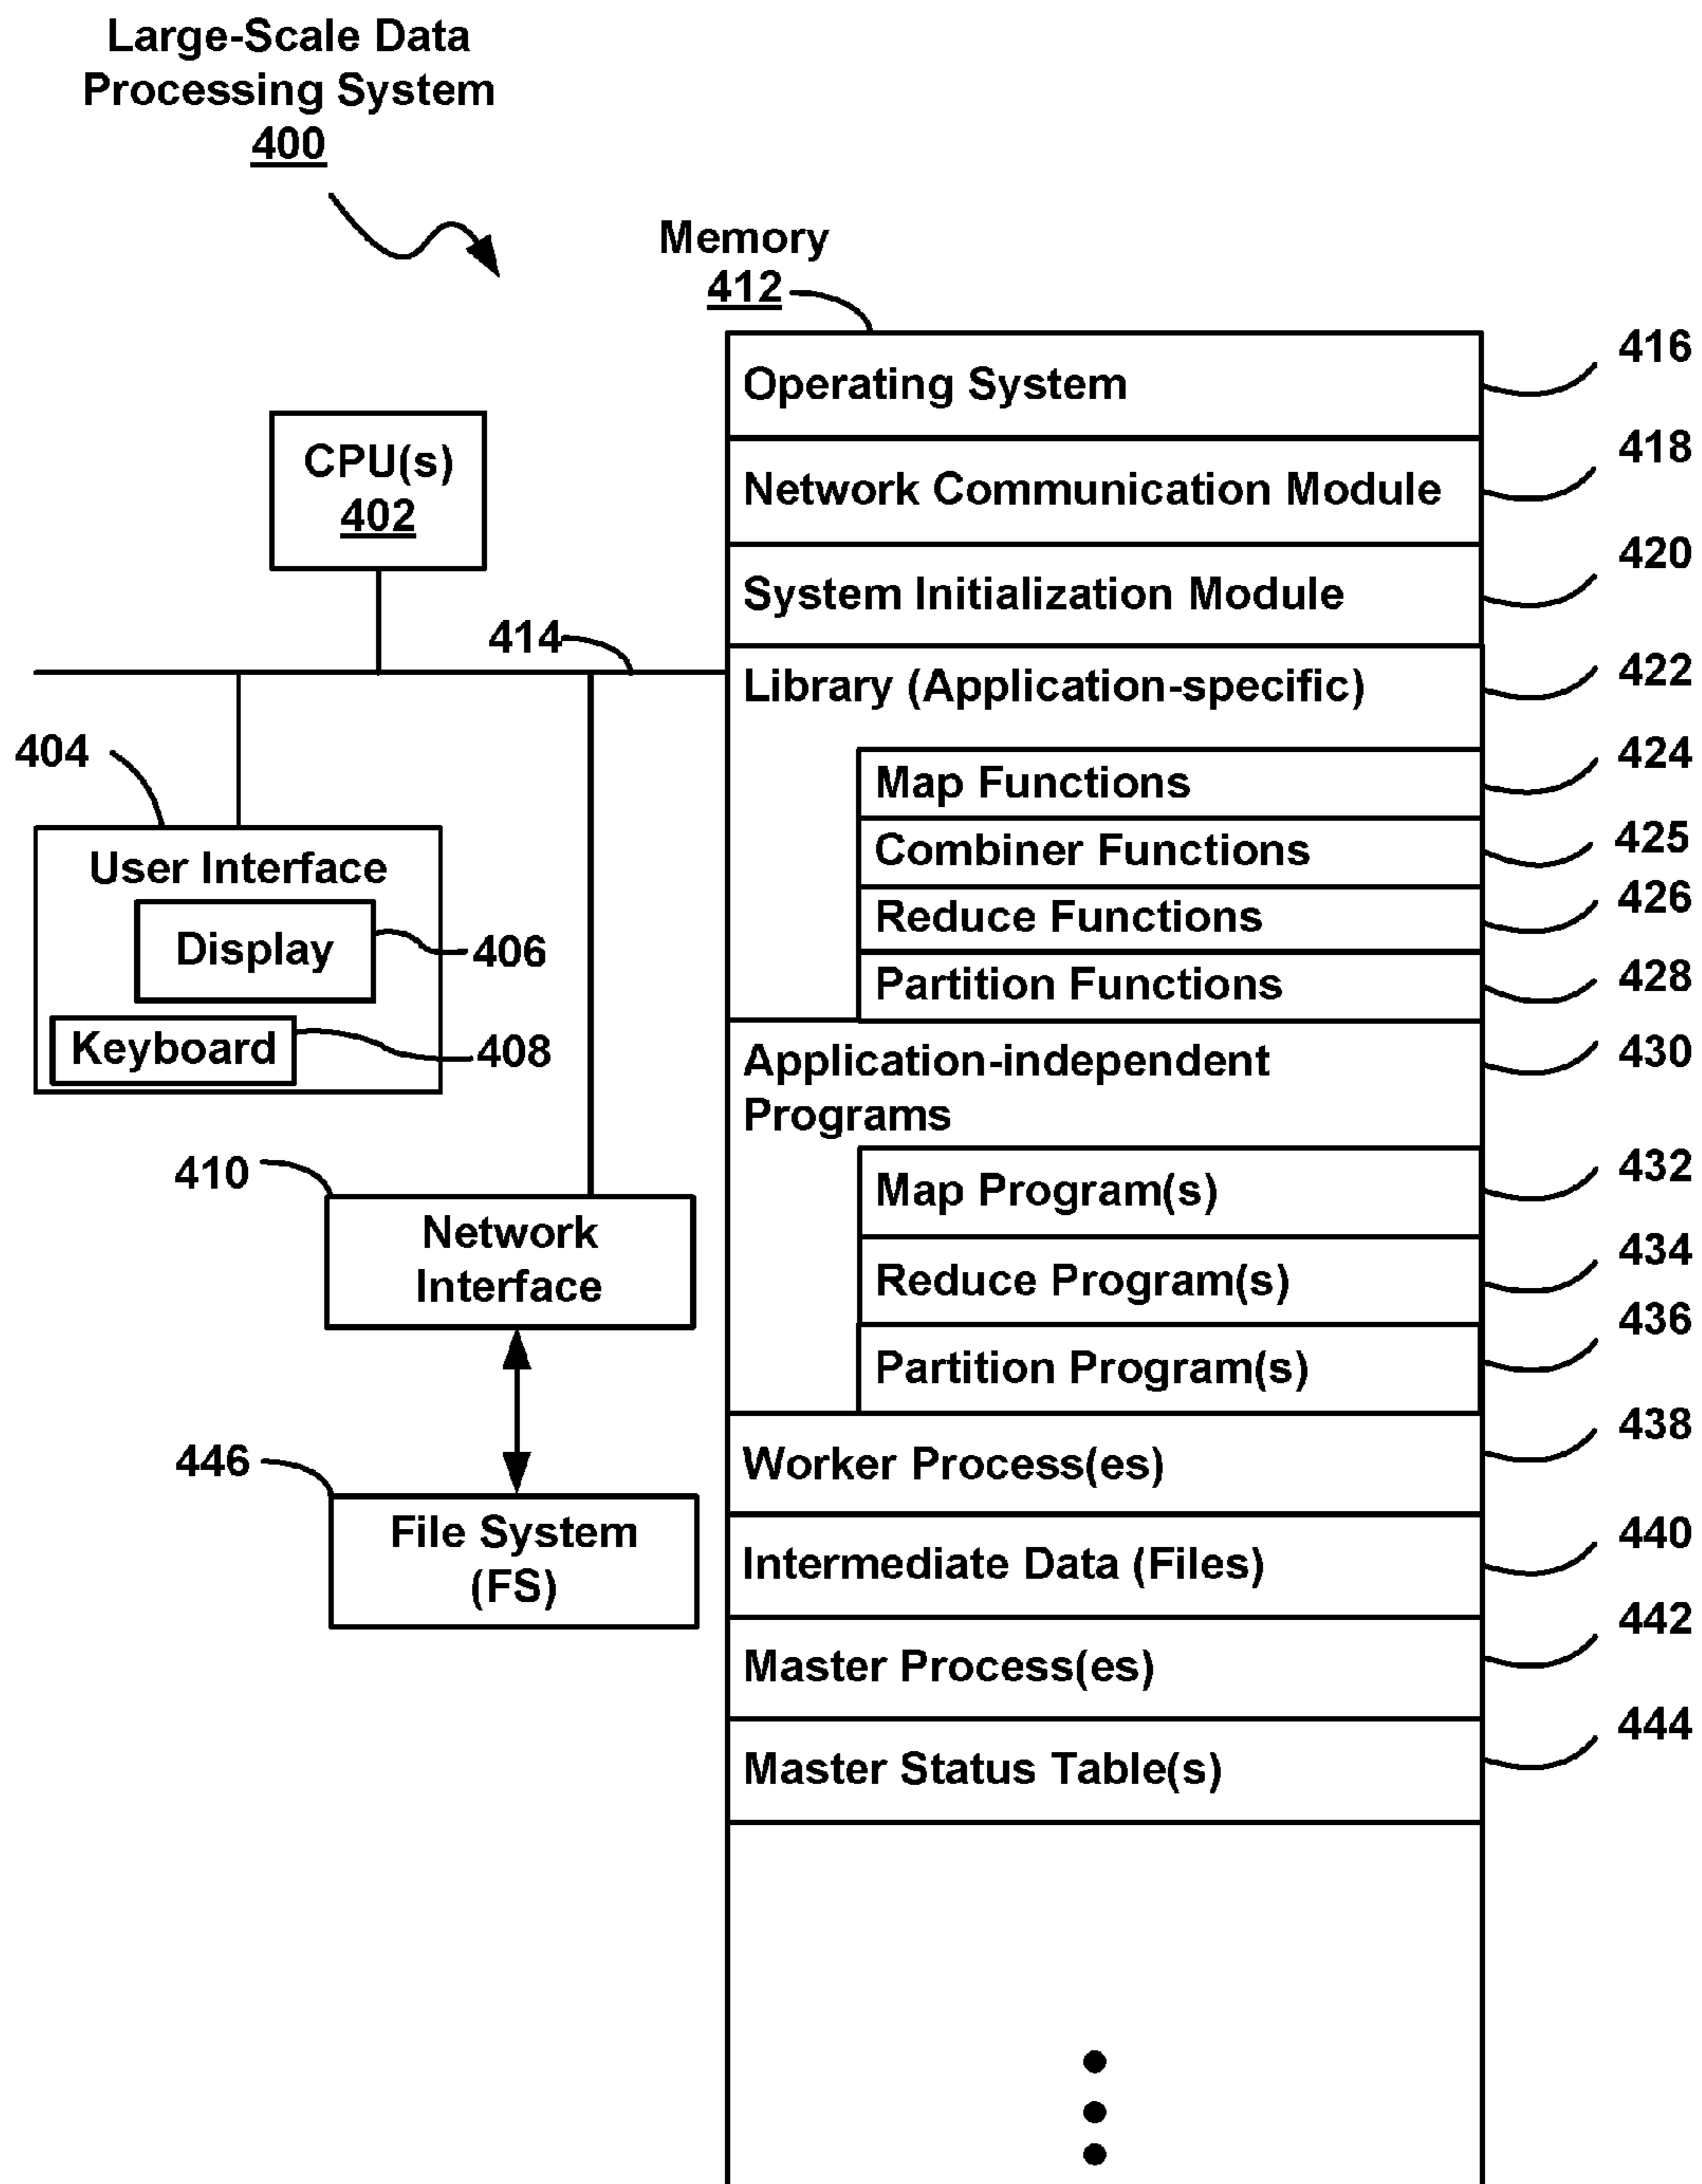 Large-Scale Data
Processing System
400
Memory
412
Operating System
416
Network Communication Module
418
System Initialization Module
420
CPU(s)
402
414
Library (Application-specific)
422
Map Functions
424
Combiner Functions
425
Reduce Functions
426
Partition Functions
428
404
User Interface
Display
406
Keyboard
408
Application-independent
Programs
430
Map Program(s)
432
Reduce Program(s)
434
Partition Program(s)
436
410
Network
Interface
446
File System
(FS)
Worker Process(es)
438
Intermediate Data (Files)
440
Master Process(es)
442
Master Status Table(s)
444